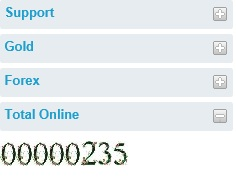 Support
Gold
Forex
Total Online
00000235